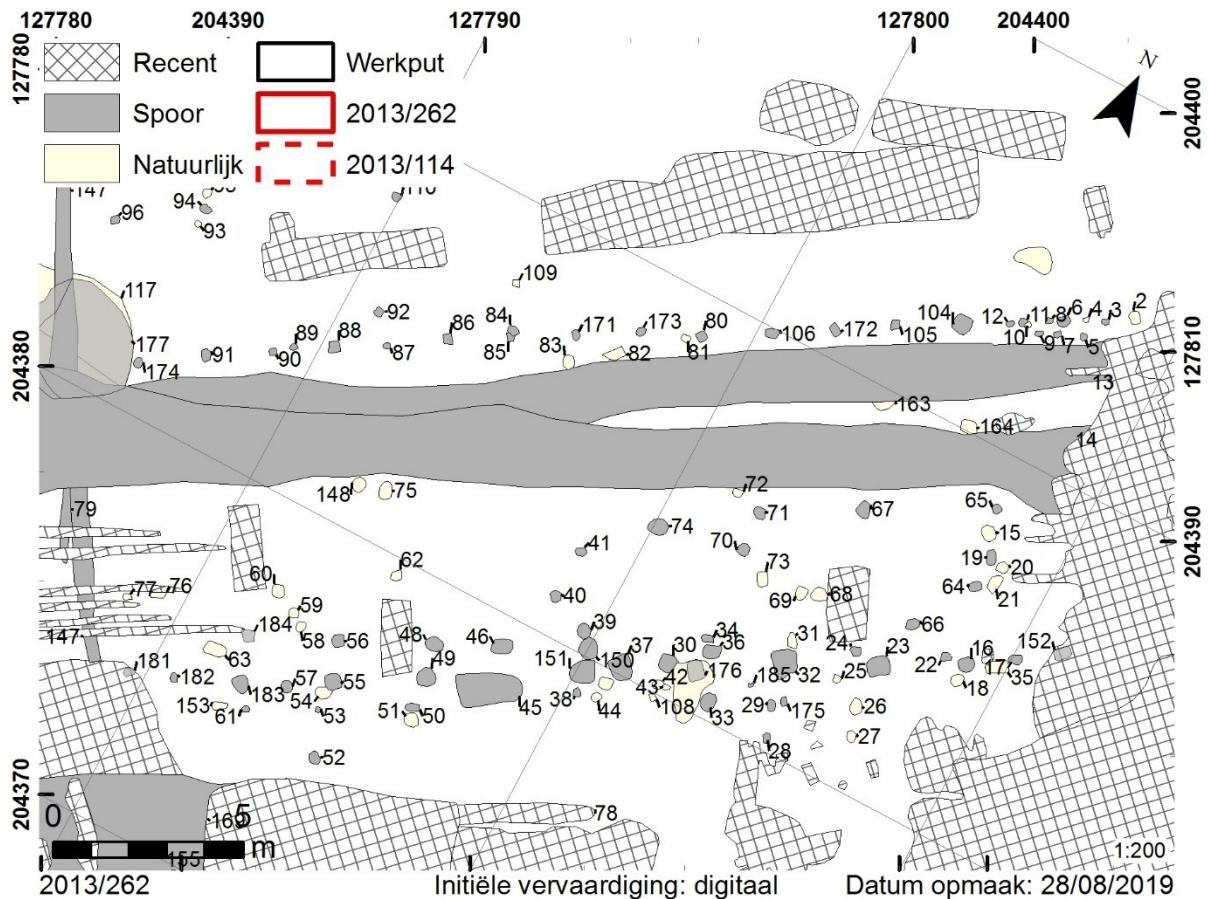 127780 204390 127790 127800 204400
127780
204400
N
Recent Werkput
Spoor 2013/262
Natuurlijk 2013/114
147 96 94 93
109
117 92 89 88 86 84 171 173 80 106 172 104 12 11 8 6 4 3 2
177 174 91 90 87 85 83 82 81 105 10 9 7 5
204380
127810
13
163
164
14
148 75 72
79 74 71 67 65
41 70 15
204390
62 73 19 20
77 76 60 40 69 68 64 21
59
147 184 58 56 48 46 39 37 30 34 36 31 24 23 66 16 152
63 151 150 22 17
181 182 183 57 55 49 42 176 185 32 25 18 35
153 61 54 53 51 50 45 38 44 43 108 33 29 175 26
52 28 27
204370
0 5
169 78
m
155
1:200
2013/262 Initiële vervaardiging: digitaal Datum opmaak: 28/08/2019